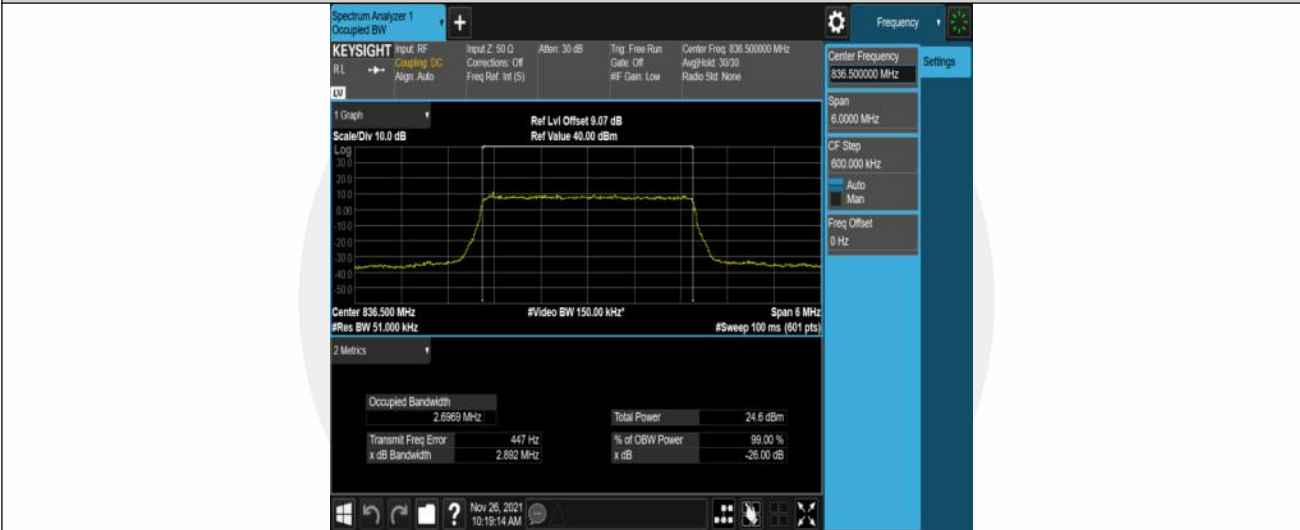 Spectrum Analyzer 1
Occupied BW
+
Frequency
KEYSIGHT
RL
Input: RF
Coupling: DC
Align: Auto
Input Z: 50 Ω
Corrections: Off
Freq Ref: Int (S)
Atten: 30 dB
Trig: Free Run
Gate: Off
#IF Gain: Low
Center Freq: 836.500000 MHz
Avg|Hold: 30/30
Radio Std: None
1 Graph
Scale/Div 10.0 dB
Ref Lvl Offset 9.07 dB
Ref Value 40.00 dBm
Log
30.0
20.0
10.0
0.00
-10.0
-20.0
-30.0
-40.0
-50.0
Center 836.500 MHz
#Res BW 51.000 kHz
#Video BW 150.00 kHz*
Span 6 MHz
#Sweep 100 ms (601 pts)
2 Metrics
Occupied Bandwidth
2.6969 MHz
Transmit Freq Error 447 Hz
x dB Bandwidth 2.892 MHz
Total Power 24.6 dBm
% of OBW Power 99.00 %
x dB -26.00 dB
Center Frequency
836.500000 MHz
Settings
Span
6.0000 MHz
CF Step
600.000 kHz
Auto
Man
Freq Offset
0 Hz
?
Nov 26, 2021
10:19:14 AM